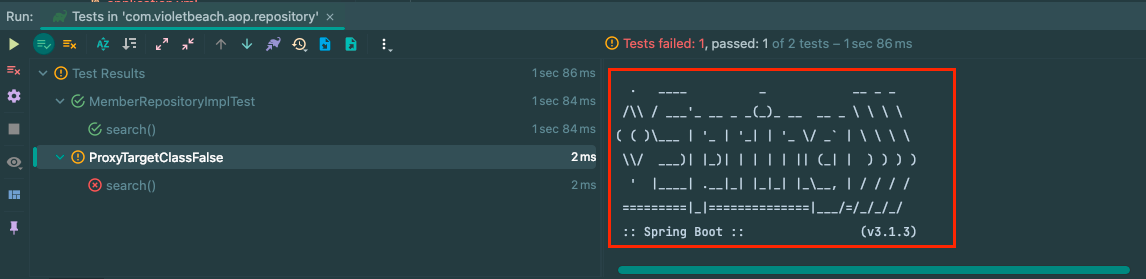 application.yml
Run: Tests in 'com.violetbeach.aop.repository' ×
Tests failed: 1, passed: 1 of 2 tests – 1 sec 86 ms
Test Results 1 sec 86 ms
MemberRepositoryImplTest 1 sec 84 ms
search() 1 sec 84 ms
ProxyTargetClassFalse 2 ms
search() 2 ms
  .   ____          _            __ _ _
 /\\ / ___'_ __ _ _(_)_ __  __ _ \ \ \ \
( ( )\___ | '_ | '_| | '_ \/ _` | \ \ \ \
 \\/  ___)| |_)| | | | | || (_| |  ) ) ) )
  '  |____| .__|_| |_|_| |_\__, | / / / /
 =========|_|==============|___/=/_/_/_/
 :: Spring Boot ::                (v3.1.3)